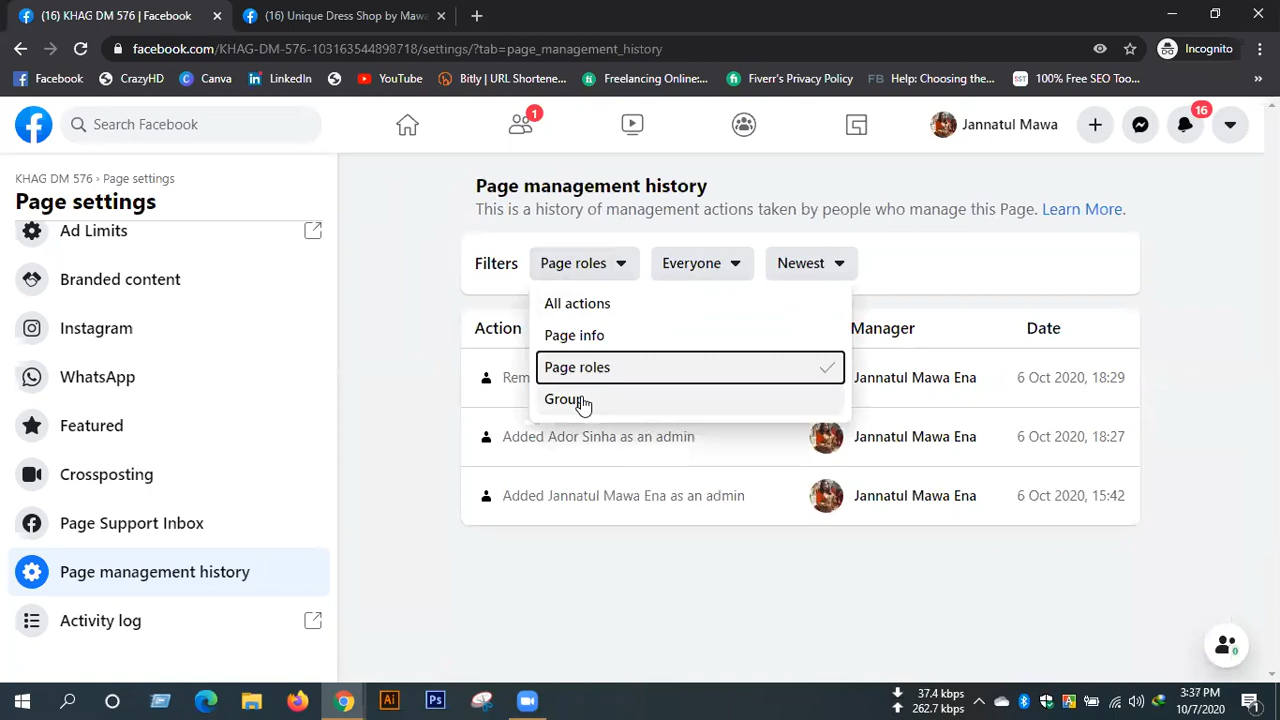 (16) KHAG DM 576 | Facebook
(16) Unique Dress Shop by Mawa
facebook.com/KHAG-DM-576-103163544898718/settings/?tab=page_management_history
Incognito
Facebook
CrazyHD
Canva
LinkedIn
YouTube
Bitly | URL Shortene...
Freelancing Online:...
Fiverr's Privacy Policy
FB Help: Choosing the...
SST 100% Free SEO Too...
»
Search Facebook
1
Jannatul Mawa
16
KHAG DM 576 › Page settings
Page settings
Ad Limits
Branded content
Instagram
WhatsApp
Featured
Crossposting
Page Support Inbox
Page management history
Activity log
Page management history
This is a history of management actions taken by people who manage this Page. Learn More.
Filters Page roles Everyone Newest
All actions
Page info
Page roles
Group
Action Manager Date
Rem Jannatul Mawa Ena 6 Oct 2020, 18:29
Added Ador Sinha as an admin Jannatul Mawa Ena 6 Oct 2020, 18:27
Added Jannatul Mawa Ena as an admin Jannatul Mawa Ena 6 Oct 2020, 15:42
0
Ai
Ps
37.4 kbps
262.7 kbps
3:37 PM
10/7/2020
1